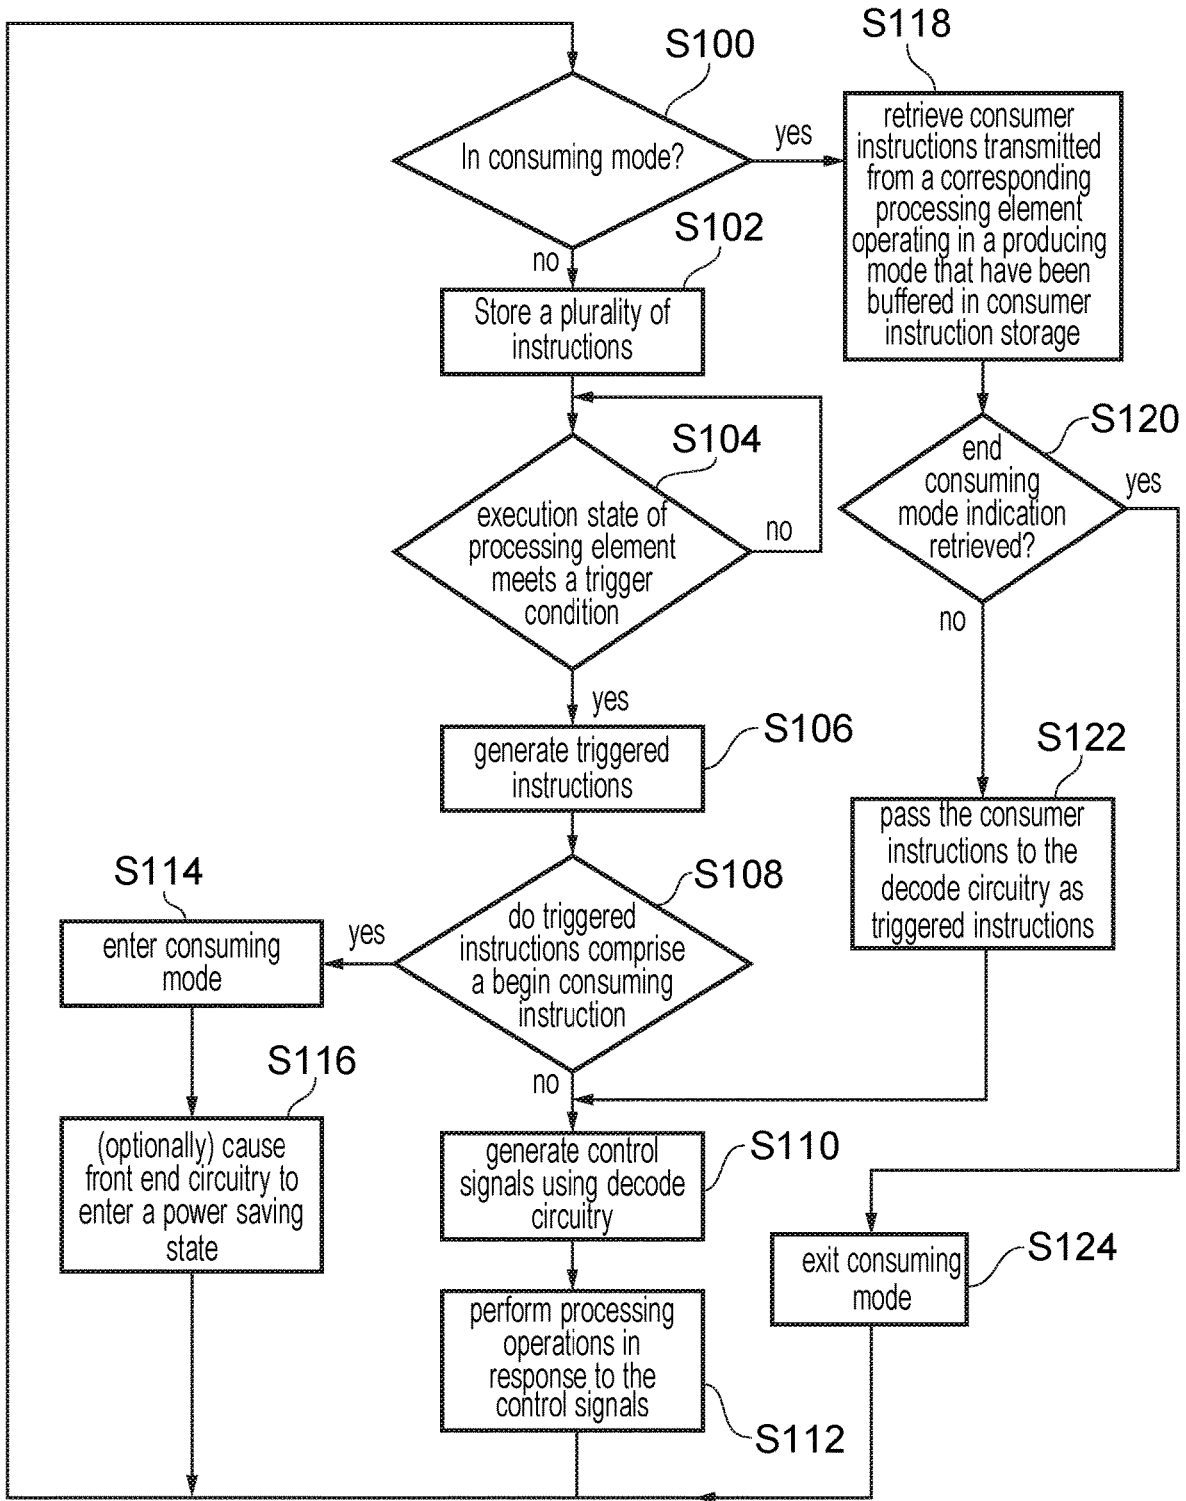 S100
In consuming mode?
yes
no
S118
retrieve consumer
instructions transmitted
from a corresponding
processing element
operating in a producing
mode that have been
buffered in consumer
instruction storage
S102
Store a plurality of
instructions
S104
execution state of
processing element
meets a trigger
condition
no
yes
S120
end
consuming
mode indication
retrieved?
yes
no
S106
generate triggered
instructions
S122
pass the consumer
instructions to the
decode circuitry as
triggered instructions
S108
do triggered
instructions comprise
a begin consuming
instruction
yes
no
S114
enter consuming
mode
S116
(optionally) cause
front end circuitry to
enter a power saving
state
S110
generate control
signals using decode
circuitry
S124
exit consuming
mode
S112
perform processing
operations in
response to the
control signals